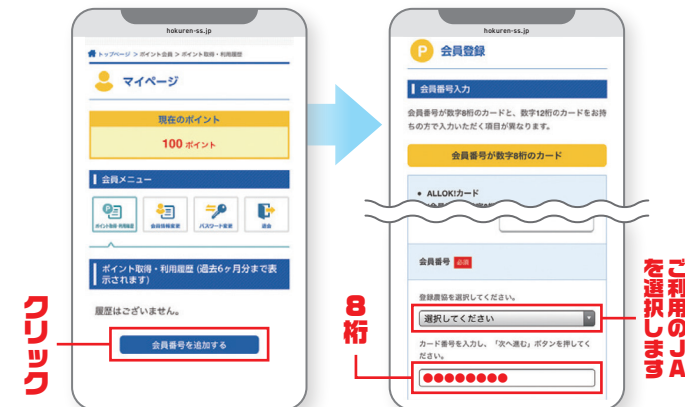 hokuren-ss.jp
トップページ > ポイント会員 > ポイント取得・利用履歴
マイページ
現在のポイント
100 ポイント
会員メニュー
ポイント取得・利用履歴
会員情報変更
パスワード変更
退会
ポイント取得・利用履歴 (過去6ヶ月分まで表
示されます)
履歴はございません。
会員番号を追加する
クリック
hokuren-ss.jp
P 会員登録
会員番号入力
会員番号が数字8桁のカードと、数字12桁のカードをお持
ちの方で入力いただく項目が異なります。
会員番号が数字8桁のカード
• ALLOK!カード
会員番号 必須
登録農協を選択してください。
選択してください
カード番号を入力し、「次へ進む」ボタンを押してく
ださい。
●●●●●●●●
8桁
ご利用のJA
を選択します